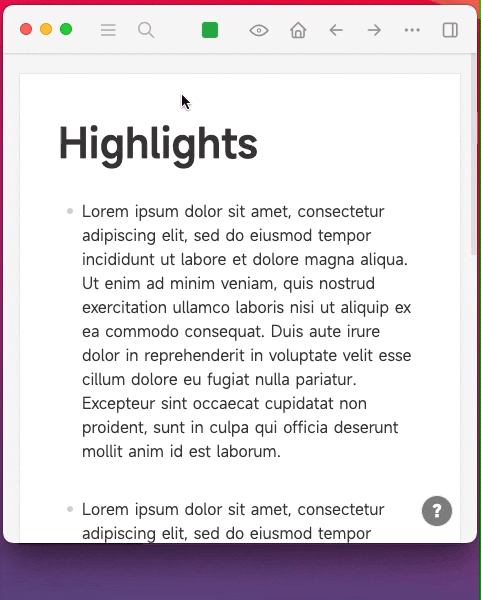 Highlights
Lorem ipsum dolor sit amet, consectetur
adipiscing elit, sed do eiusmod tempor
incididunt ut labore et dolore magna aliqua.
Ut enim ad minim veniam, quis nostrud
exercitation ullamco laboris nisi ut aliquip ex
ea commodo consequat. Duis aute irure
dolor in reprehenderit in voluptate velit esse
cillum dolore eu fugiat nulla pariatur.
Excepteur sint occaecat cupidatat non
proident, sunt in culpa qui officia deserunt
mollit anim id est laborum.
Lorem ipsum dolor sit amet, consectetur
adipiscing elit, sed do eiusmod tempor
?